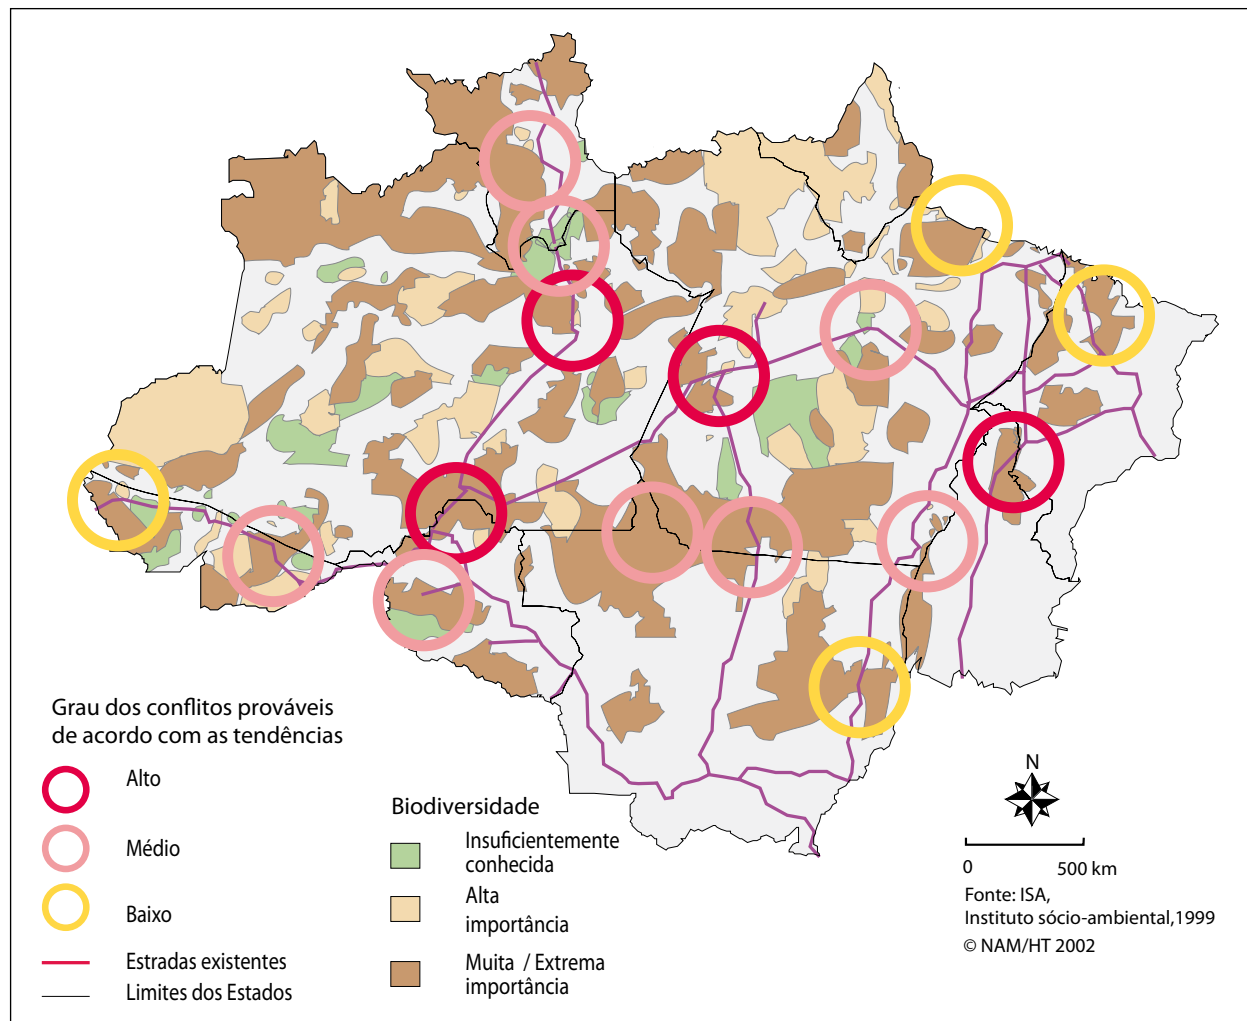 Grau dos conflitos prováveis
de acordo com as tendências
Alto
Médio
Baixo
Estradas existentes
Limites dos Estados
Biodiversidade
Insuficientemente
conhecida
Alta
importância
Muita / Extrema
importância
N
0 500 km
Fonte: ISA,
Instituto sócio-ambiental,1999
© NAM/HT 2002